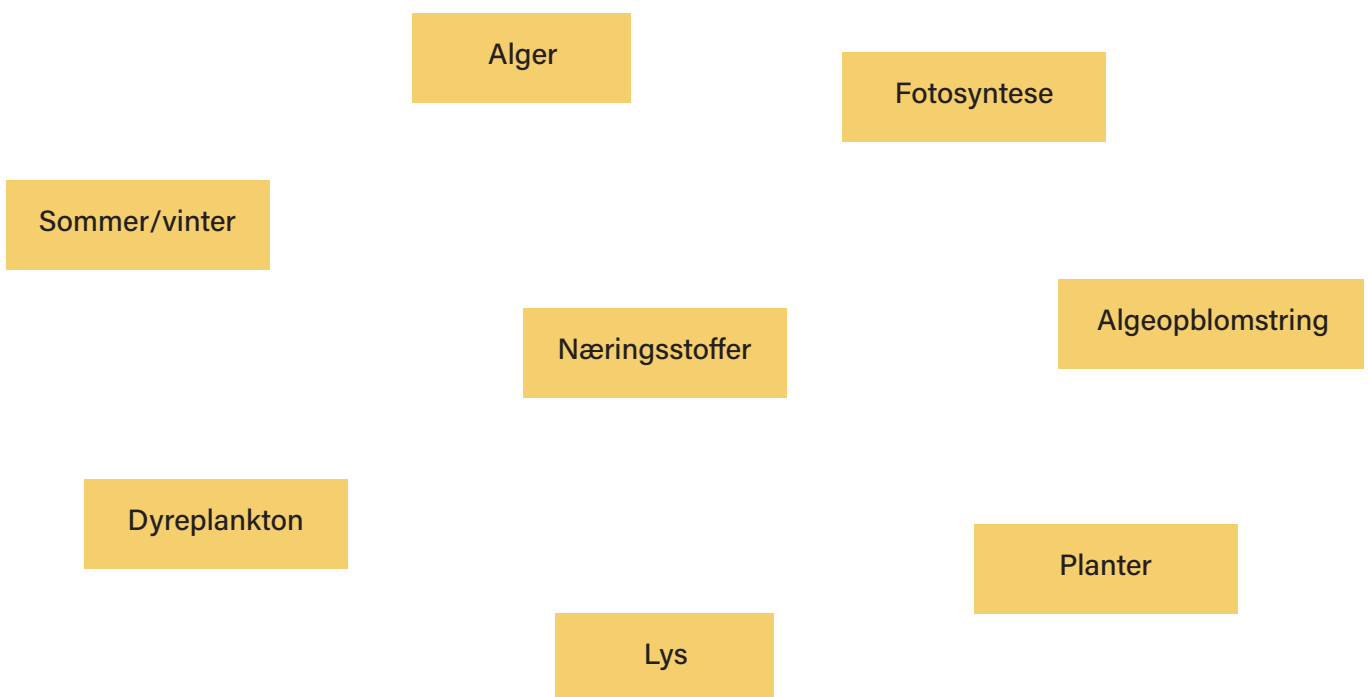 Alger
Fotosyntese
Sommer/vinter
Algeopblomstring
Næringsstoffer
Dyreplankton
Planter
Lys